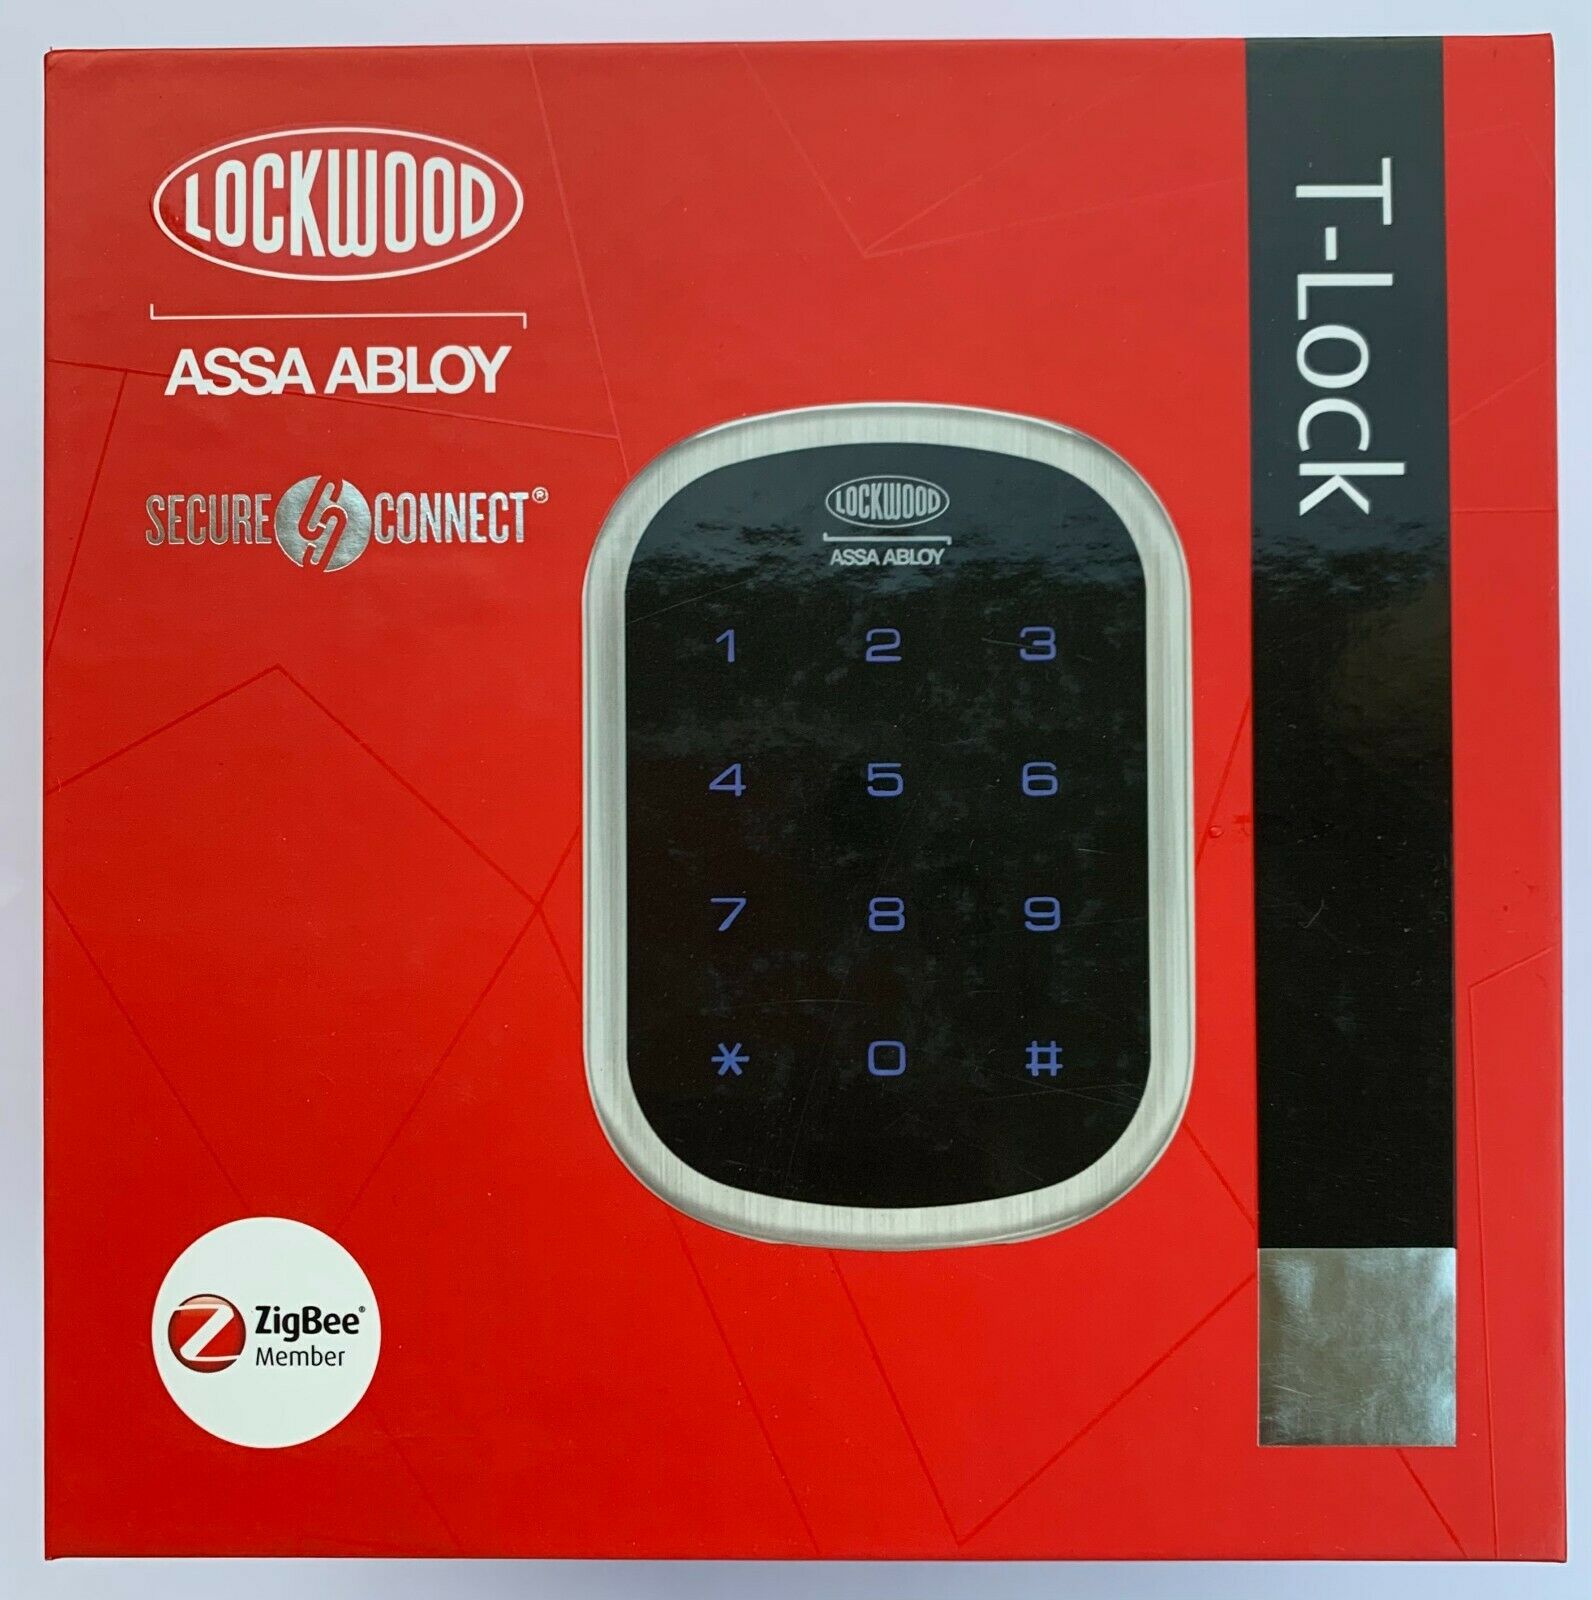 LOCKWOOD
ASSA ABLOY
SECURE CONNECT®
T-Lock
LOCKWOOD
ASSA ABLOY
1 2 3
4 5 6
7 8 9
* 0 #
Z ZigBee®
Member